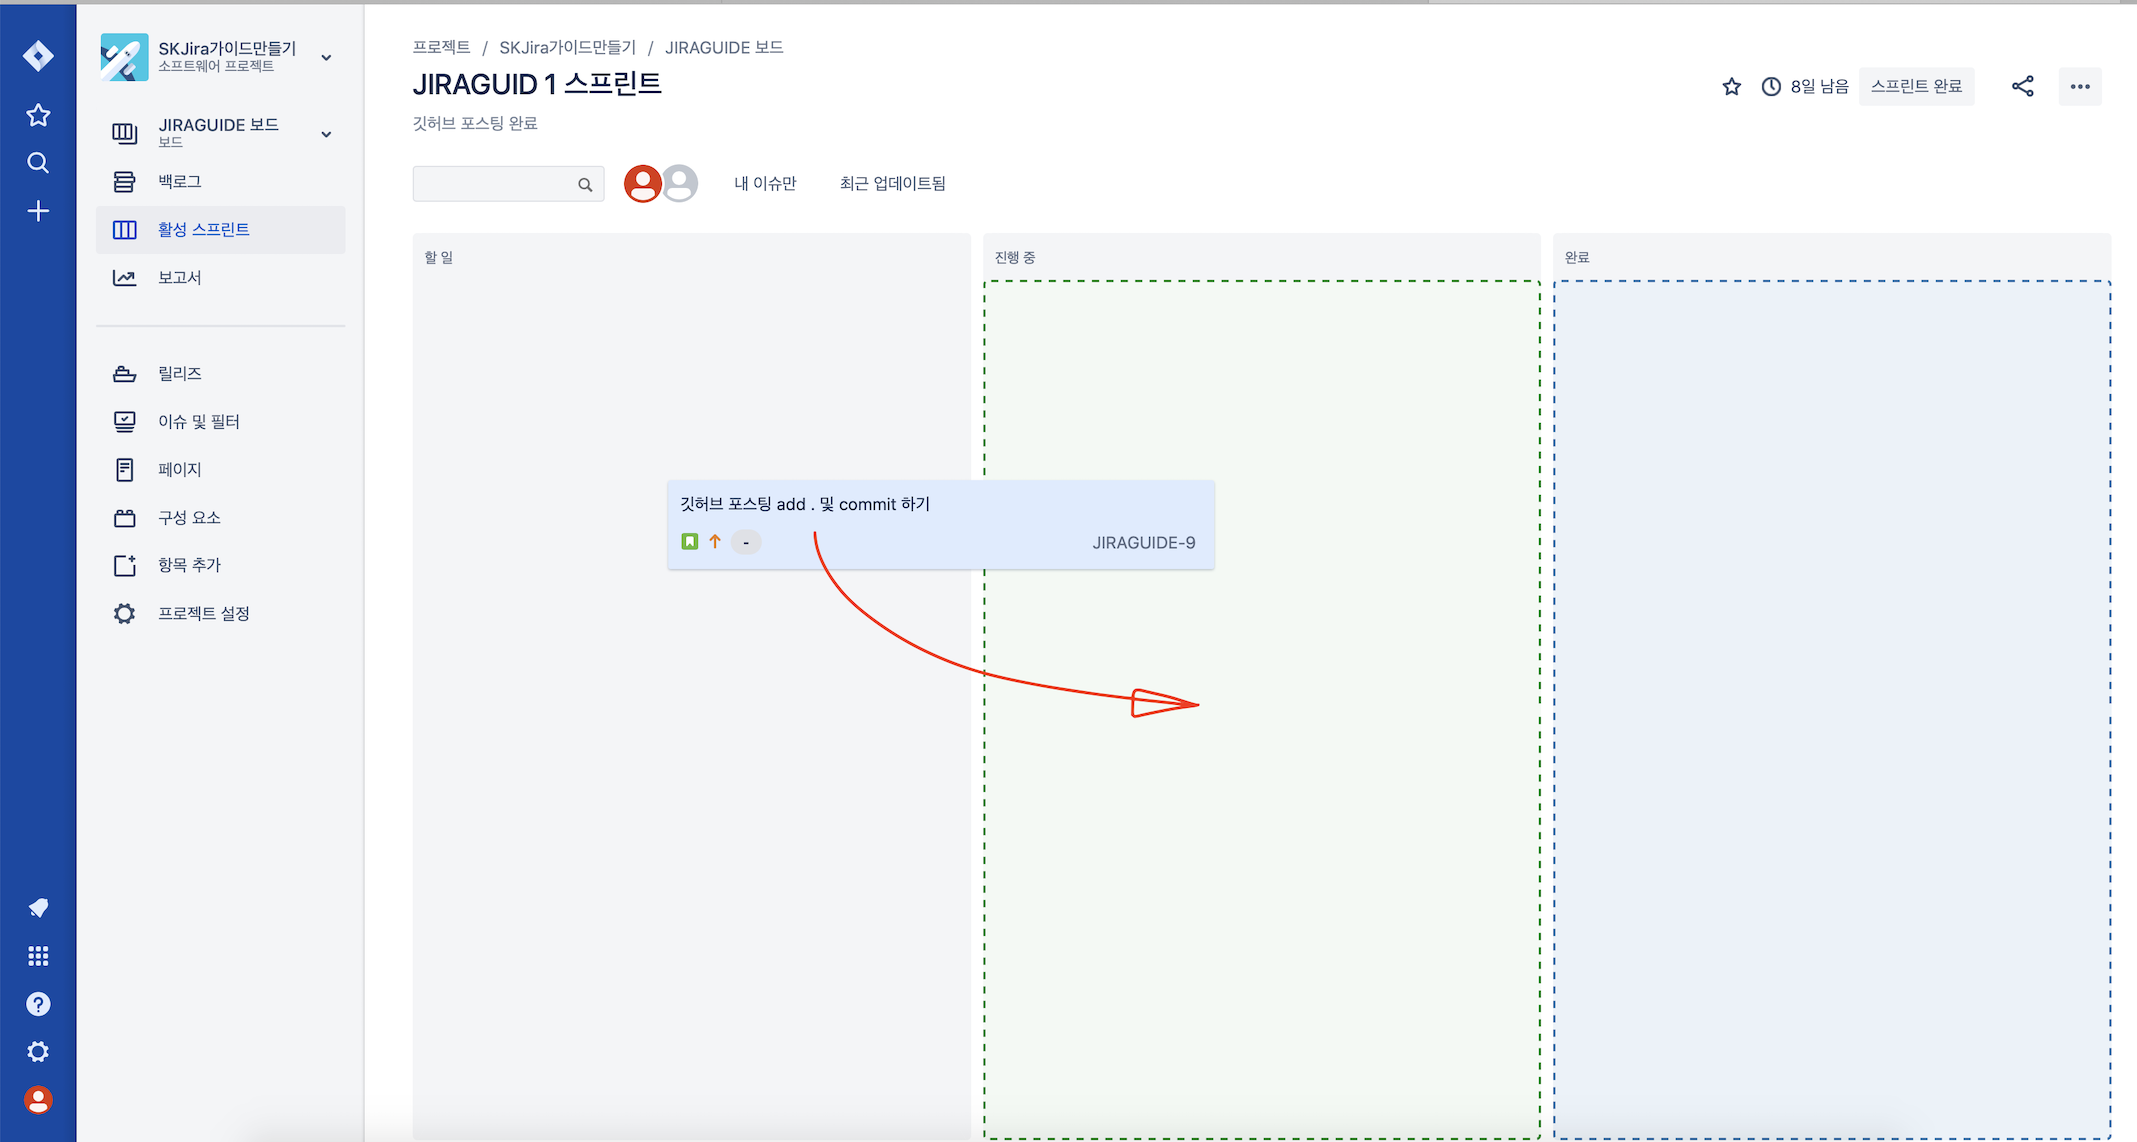 SKJira가이드만들기
소프트웨어 프로젝트
JIRAGUIDE 보드
보드
백로그
활성 스프린트
보고서
릴리즈
이슈 및 필터
페이지
구성 요소
항목 추가
프로젝트 설정
프로젝트 / SKJira가이드만들기 / JIRAGUIDE 보드
JIRAGUID 1 스프린트
8일 남음 스프린트 완료
깃허브 포스팅 완료
내 이슈만 최근 업데이트됨
할 일
진행 중
완료
깃허브 포스팅 add . 및 commit 하기
- JIRAGUIDE-9